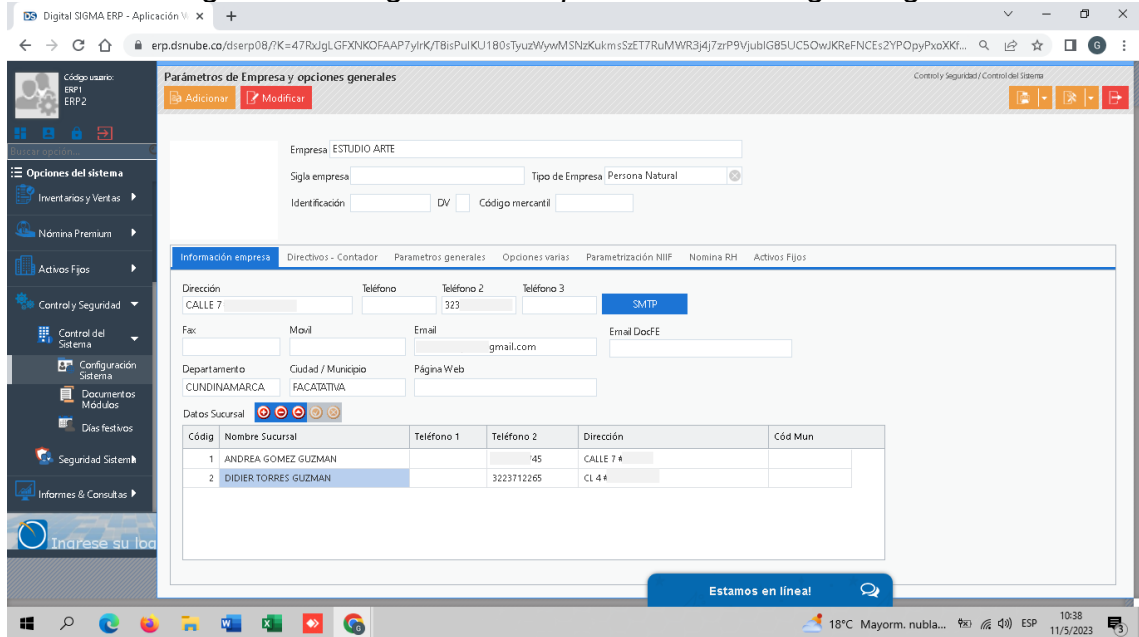 Digital SIGMA ERP - Aplicación W
erp.dsnube.co/dserp08/?K=47RxJgLGFXNKOFAAP7ylrK/T8isPulKU180sTyuzWywMSNzKukmsSzET7RuMWR3j4j7zrP9VjublG85UC5OwJKReFNCEs2YPOpyPxoXKf...
G
Código usuario:
ERP1
ERP2
Buscar opción...
Opciones del sistema
Inventarios y Ventas
Nómina Premium
Activos Fijos
Control y Seguridad
Control del Sistema
Configuración Sistema
Documentos Módulos
Días festivos
Seguridad Sistema
Informes & Consultas
Ingrese su log
Parámetros de Empresa y opciones generales
Control y Seguridad / Control del Sistema
Adicionar Modificar
Empresa ESTUDIO ARTE
Sigla empresa Tipo de Empresa Persona Natural
Identificación DV Código mercantil
Información empresa Directivos - Contador Parametros generales Opciones varias Parametrización NIIF Nomina RH Activos Fijos
Dirección Teléfono Teléfono 2 Teléfono 3
CALLE 7 323 SMTP
Fax Movil Email Email DocFE
gmail.com
Departamento Ciudad / Municipio Página Web
CUNDINAMARCA FACATATIVA
Datos Sucursal
Códig Nombre Sucursal Teléfono 1 Teléfono 2 Dirección Cód Mun
1 ANDREA GOMEZ GUZMAN 45 CALLE 7 #
2 DIDIER TORRES GUZMAN 3223712265 CL 4 #
Estamos en línea!
18°C Mayorm. nubla... ESP 10:38
11/5/2023
3